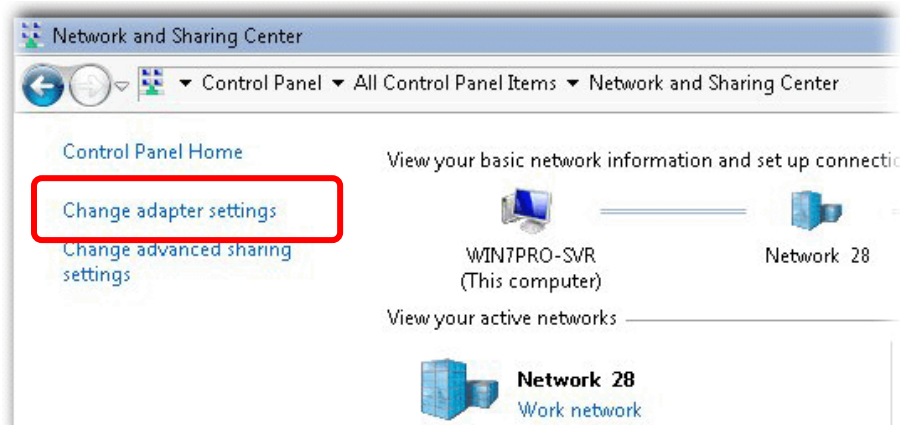 Network and Sharing Center
Control Panel All Control Panel Items Network and Sharing Center
Control Panel Home
Change adapter settings
Change advanced sharing
settings
View your basic network information and set up
WIN7PRO-SVR
(This computer)
Network 28
View your active networks
Network 28
Work network